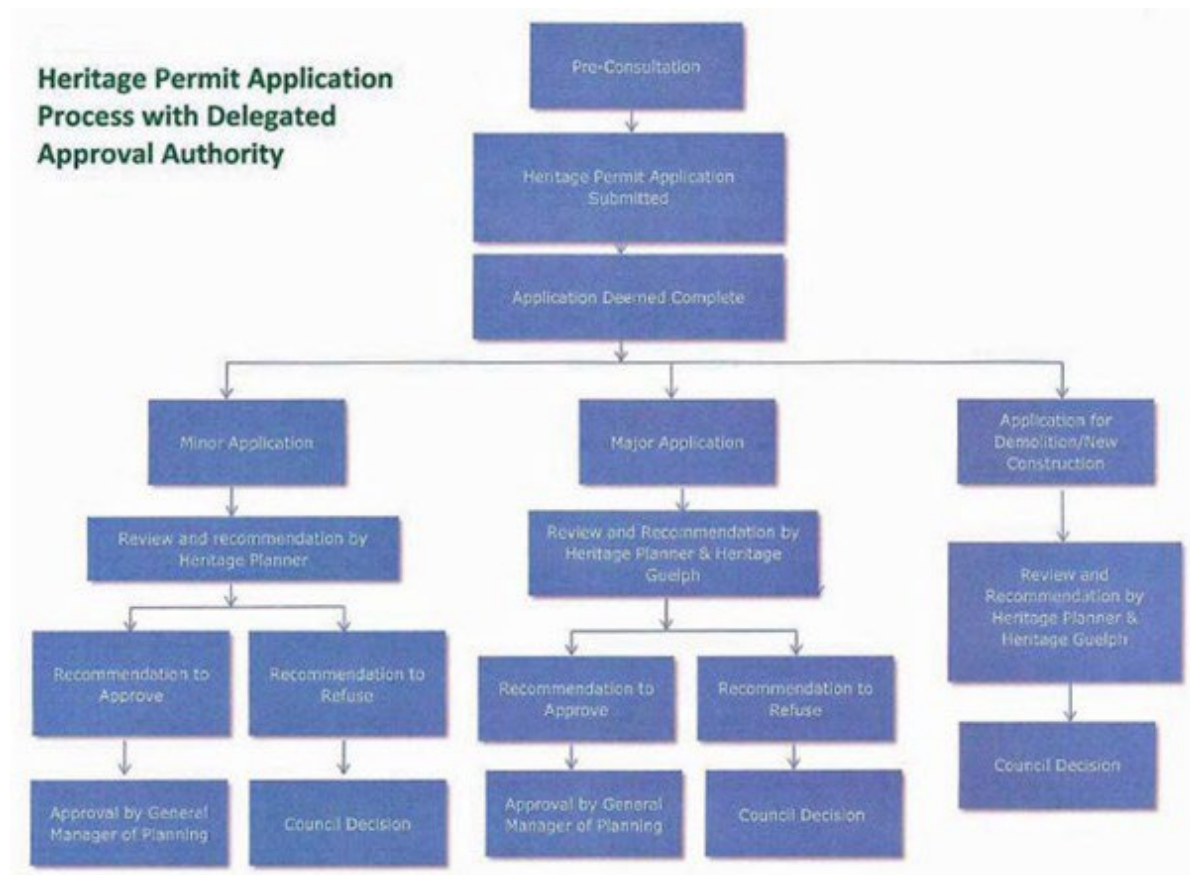 Heritage Permit Application
Process with Delegated
Approval Authority
Pre-Consultation
Heritage Permit Application
Submitted
Application Deemed Complete
Minor Application
Major Application
Application for
Demolition/New
Construction
Review and recommendation by
Heritage Planner
Review and Recommendation by
Heritage Planner & Heritage
Guelph
Review and
Recommendation by
Heritage Planner &
Heritage Guelph
Recommendation to
Approve
Recommendation to
Refuse
Recommendation to
Approve
Recommendation to
Refuse
Approval by General
Manager of Planning
Council Decision
Approval by General
Manager of Planning
Council Decision
Council Decision